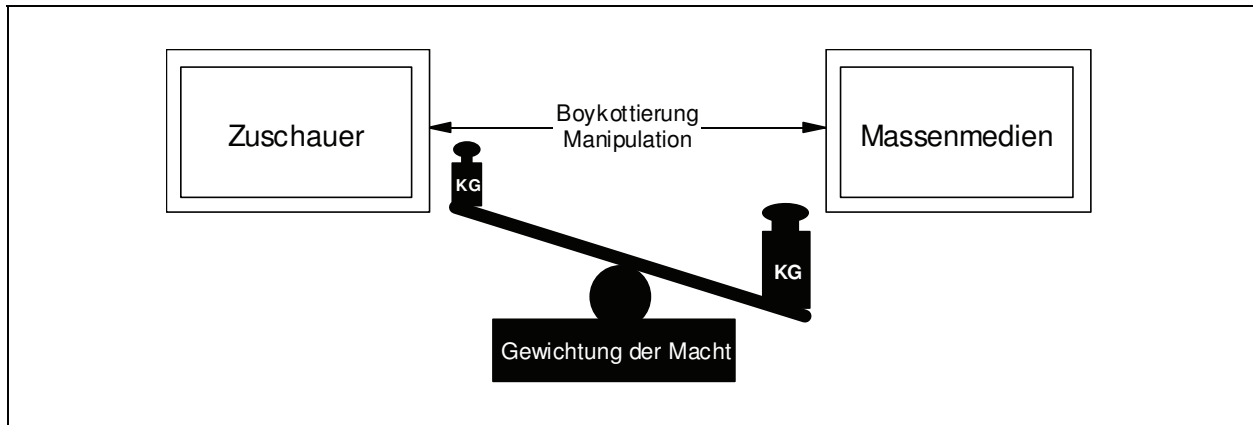 Zuschauer
Boykottierung
Manipulation
Massenmedien
KG
KG
Gewichtung der Macht